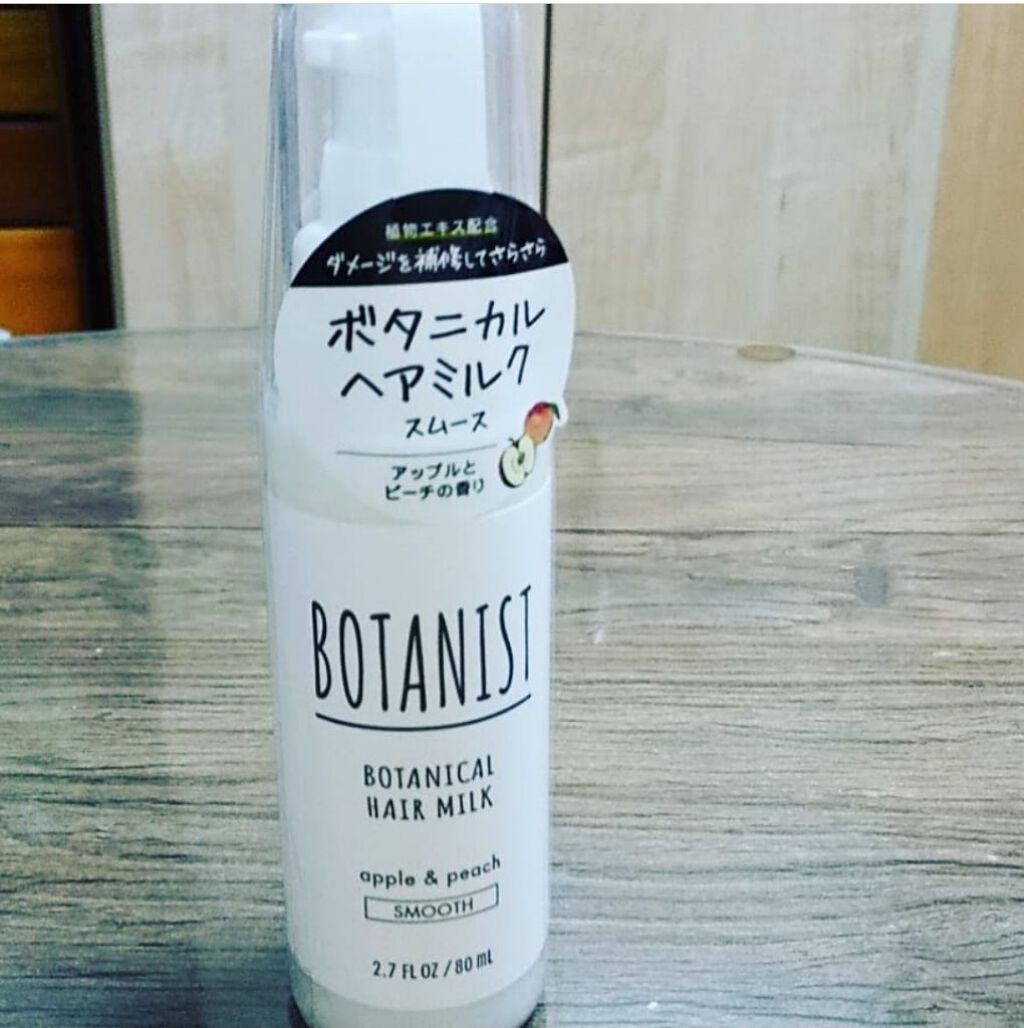 植物エキス配合
ダメージを補修してさらさら
ボタニカル
ヘアミルク
スムース
アップルと
ピーチの香り
BOTANIST
BOTANICAL
HAIR MILK
apple & peach
SMOOTH
2.7 FL OZ / 80 mL